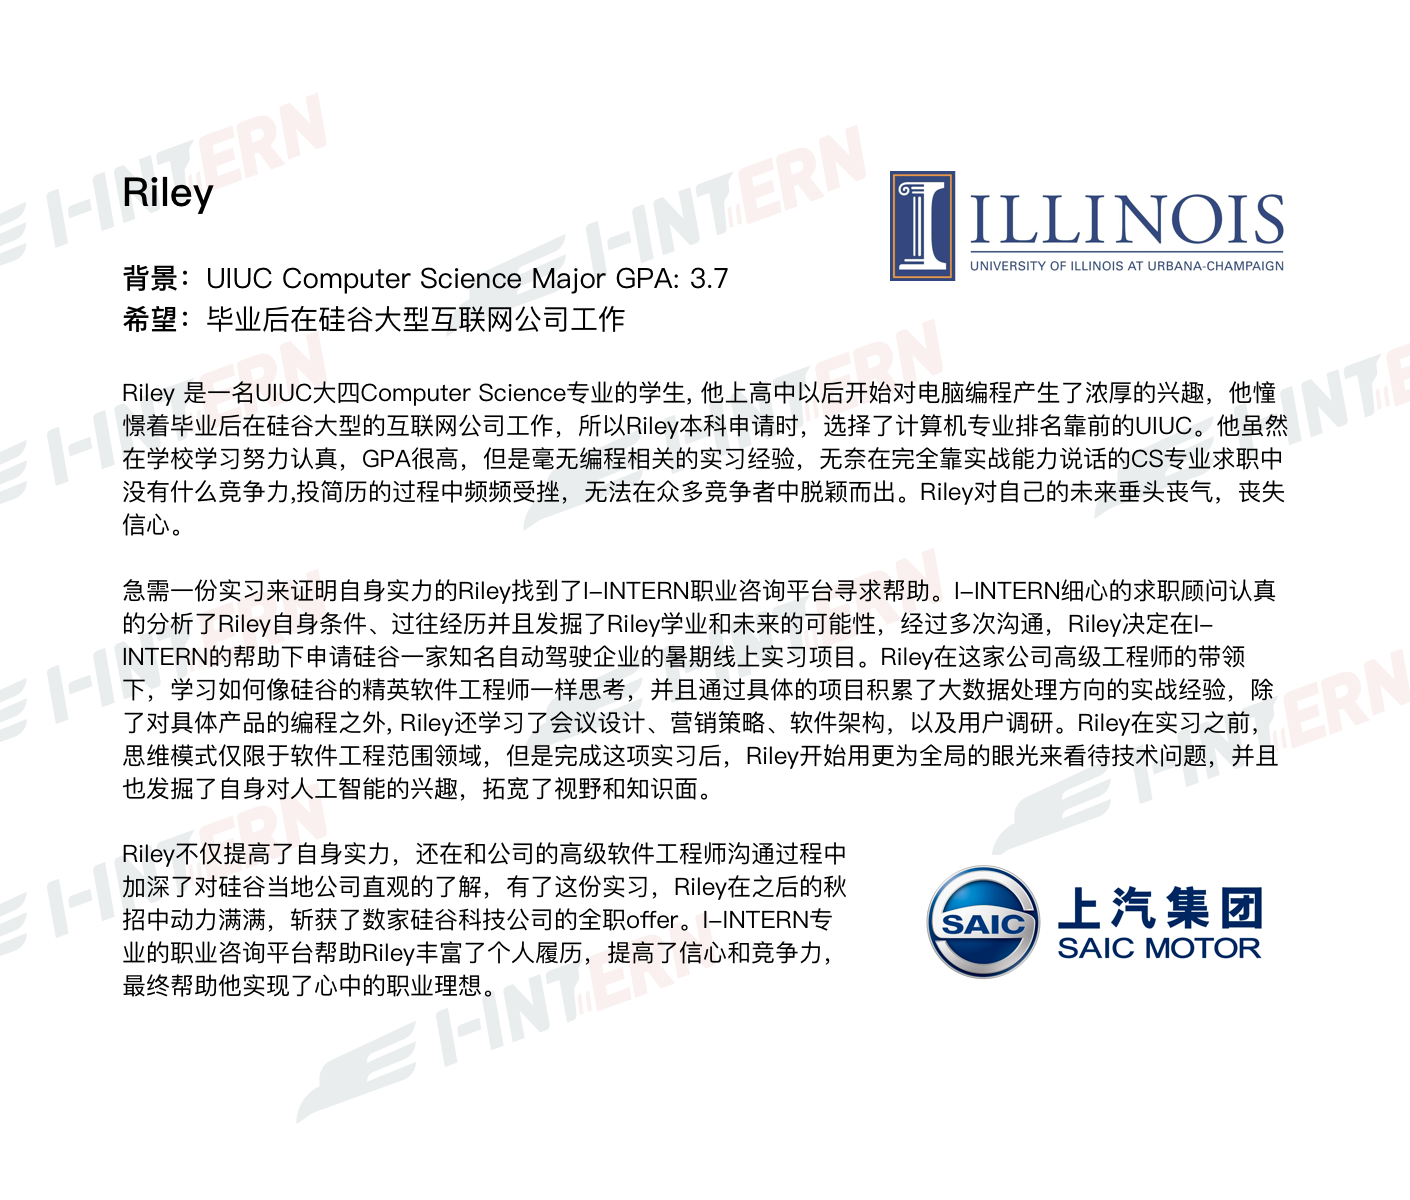 Riley
ILLINOIS
UNIVERSITY OF ILLINOIS AT URBANA-CHAMPAIGN
背景：UIUC Computer Science Major GPA: 3.7
希望：毕业后在硅谷大型互联网公司工作
Riley 是一名UIUC大四Computer Science专业的学生, 他上高中以后开始对电脑编程产生了浓厚的兴趣，他憧
憬着毕业后在硅谷大型的互联网公司工作，所以Riley本科申请时，选择了计算机专业排名靠前的UIUC。他虽然
在学校学习努力认真，GPA很高，但是毫无编程相关的实习经验，无奈在完全靠实战能力说话的CS专业求职中
没有什么竞争力,投简历的过程中频频受挫，无法在众多竞争者中脱颖而出。Riley对自己的未来垂头丧气，丧失
信心。
急需一份实习来证明自身实力的Riley找到了I-INTERN职业咨询平台寻求帮助。I-INTERN细心的求职顾问认真
的分析了Riley自身条件、过往经历并且发掘了Riley学业和未来的可能性，经过多次沟通，Riley决定在I-
INTERN的帮助下申请硅谷一家知名自动驾驶企业的暑期线上实习项目。Riley在这家公司高级工程师的带领
下，学习如何像硅谷的精英软件工程师一样思考，并且通过具体的项目积累了大数据处理方向的实战经验，除
了对具体产品的编程之外, Riley还学习了会议设计、营销策略、软件架构，以及用户调研。Riley在实习之前，
思维模式仅限于软件工程范围领域，但是完成这项实习后，Riley开始用更为全局的眼光来看待技术问题，并且
也发掘了自身对人工智能的兴趣，拓宽了视野和知识面。
Riley不仅提高了自身实力，还在和公司的高级软件工程师沟通过程中
加深了对硅谷当地公司直观的了解，有了这份实习，Riley在之后的秋
招中动力满满，斩获了数家硅谷科技公司的全职offer。I-INTERN专
业的职业咨询平台帮助Riley丰富了个人履历，提高了信心和竞争力，
最终帮助他实现了心中的职业理想。
SAIC
上汽集团
SAIC MOTOR
I-INTERN
I-INTERN
I-INTERN
I-INTERN
I-INTERN
I-INTERN
I-INTERN
I-INTERN
I-INTERN
I-INTERN